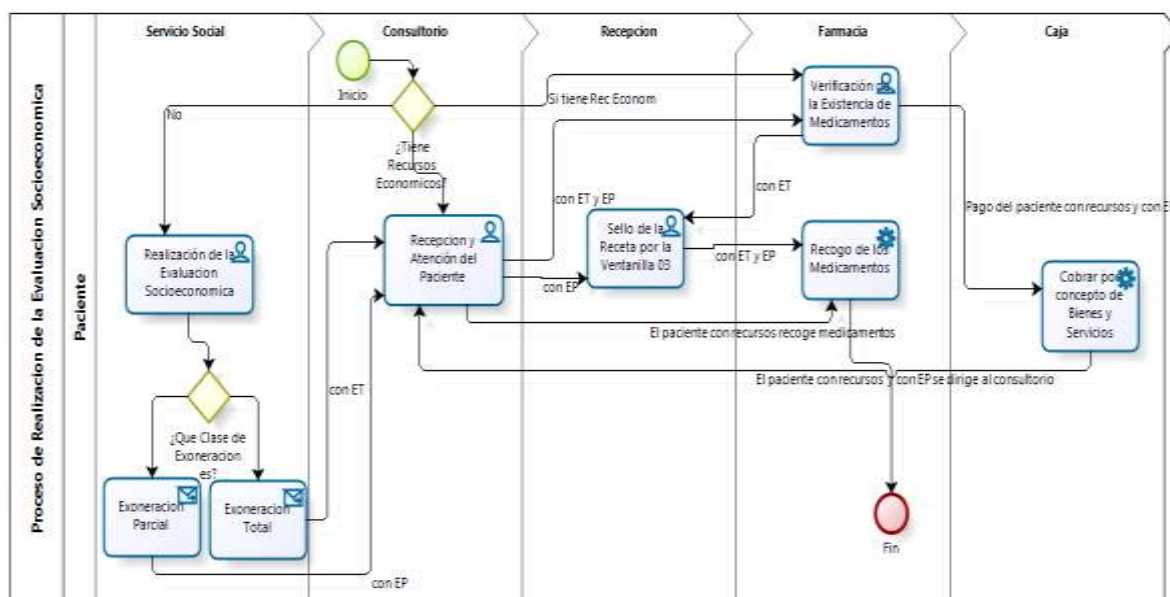 Proceso de Realizacion de la Evaluacion Socioeconomica
Paciente
Servicio Social
Consultorio
Recepcion
Farmacia
Caja
Inicio
No
Si tiene Rec Econom
¿Tiene
Recursos
Economicos?
Verificación de
la Existencia de
Medicamentos
con ET y EP
con ET
Pago del paciente con recursos y con E
Realización de la
Evaluacion
Socioeconomica
Recepcion y
Atención del
Paciente
con EP
Sello de la
Receta por la
Ventanilla 03
con ET y EP
Recogo de los
Medicamentos
Cobrar por
concepto de
Bienes y
Servicios
El paciente con recursos recoge medicamentos
El paciente con recursos y con EP se dirige al consultorio
con ET
¿Que Clase de
Exoneracion
es?
Exoneracion
Parcial
Exoneracion
Total
con EP
Fin